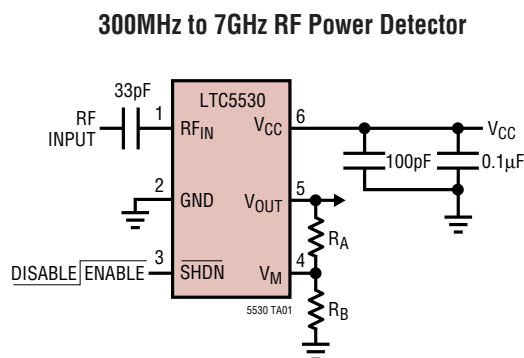 300MHz to 7GHz RF Power Detector
33pF
LTC5530
RF
INPUT
1
RFIN
VCC
6
VCC
100pF
0.1µF
2
GND
VOUT
5
RA
DISABLE ENABLE
3
SHDN
VM
4
RB
5530 TA01